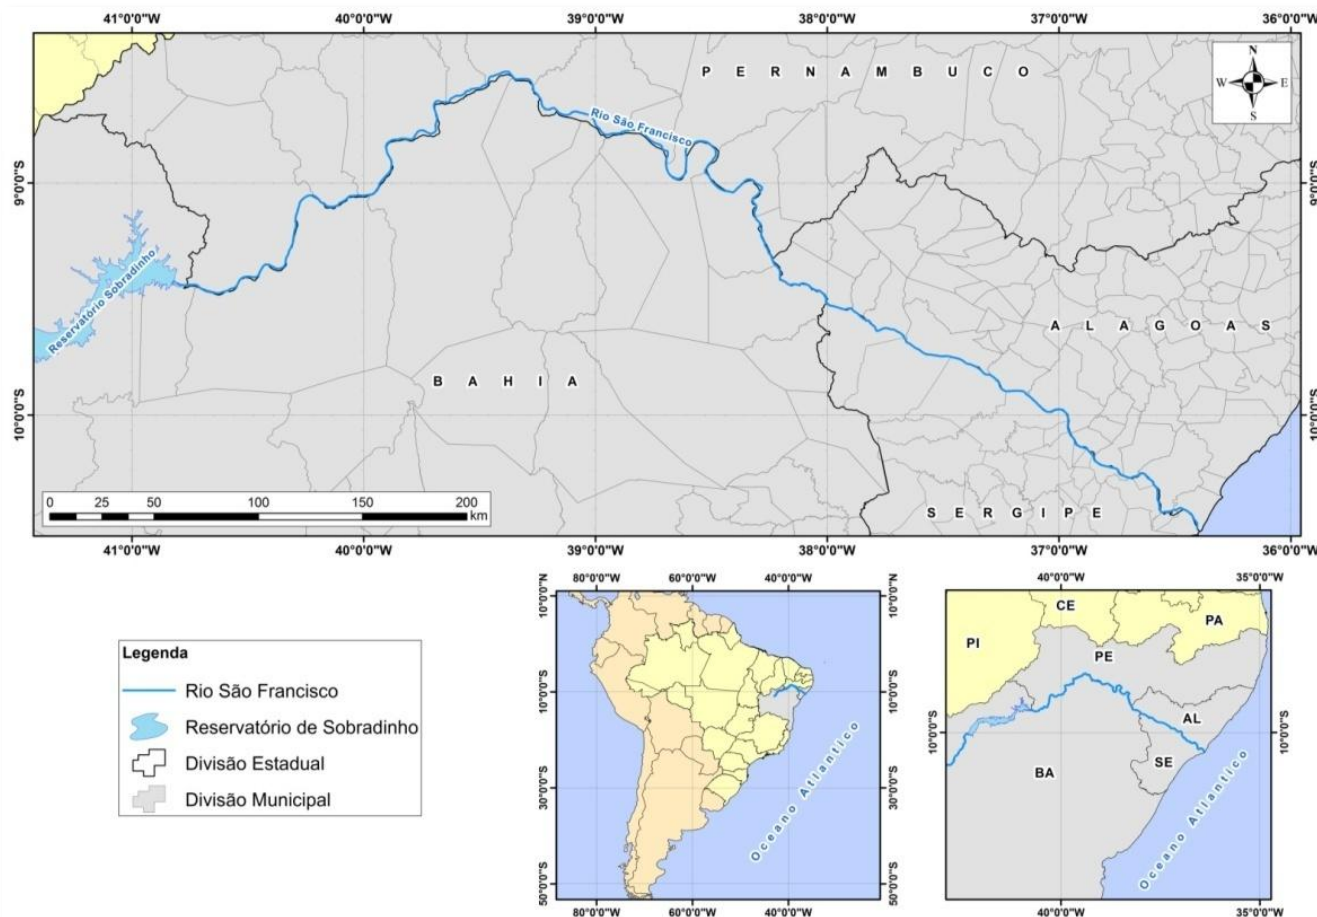 41°0'0"W 40°0'0"W 39°0'0"W 38°0'0"W 37°0'0"W 36°0'0"W
P E R N A M B U C O
N
W E
S
Rio São Francisco
9°0'0"S 9°0'0"S
Reservatório Sobradinho
A L A G O A S
B A H I A
10°0'0"S 10°0'0"S
0 25 50 100 150 200
km
S E R G I P E
41°0'0"W 40°0'0"W 39°0'0"W 38°0'0"W 37°0'0"W 36°0'0"W
Legenda
Rio São Francisco
Reservatório de Sobradinho
Divisão Estadual
Divisão Municipal
80°0'0"W 60°0'0"W 40°0'0"W
10°0'0"N 10°0'0"N
10°0'0"S 10°0'0"S
30°0'0"S 30°0'0"S
50°0'0"S 50°0'0"S
Oceano Atlantico
80°0'0"W 60°0'0"W 40°0'0"W
40°0'0"W 35°0'0"W
CE
PA
PI
PE
AL
10°0'0"S 10°0'0"S
SE
BA
Oceano Atlantico
40°0'0"W 35°0'0"W